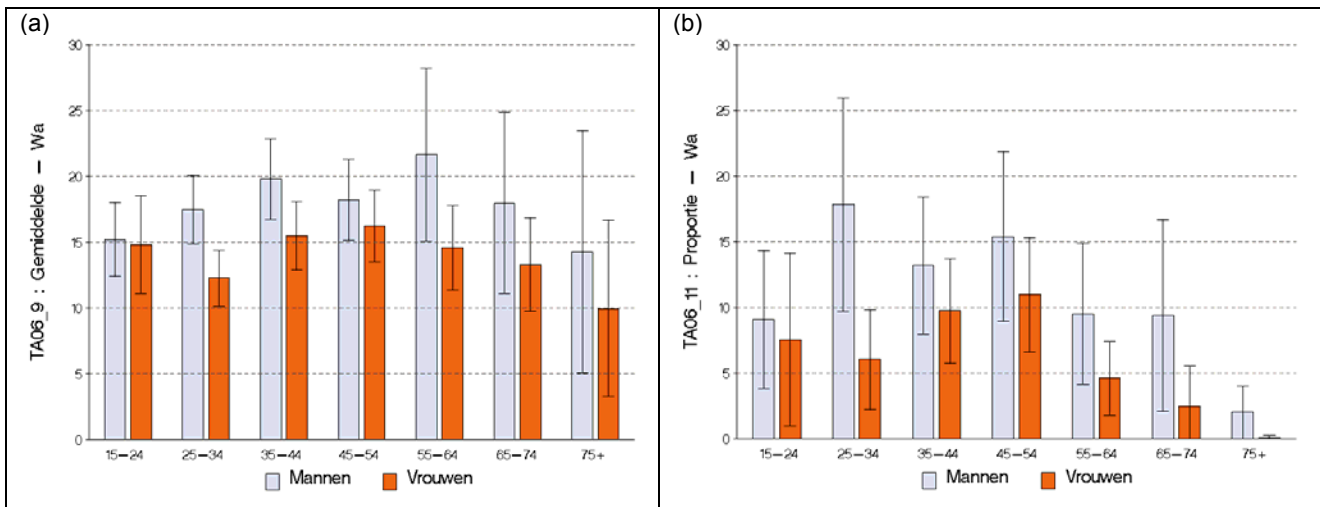 (a)
30
25
20
15
10
5
0
TA06_9 : Gemiddelde — Wa
15—24 25—34 35—44 45—54 55—64 65—74 75+
Mannen Vrouwen
(b)
30
25
20
15
10
5
0
TA06_11 : Proportie — Wa
15—24 25—34 35—44 45—54 55—64 65—74 75+
Mannen Vrouwen